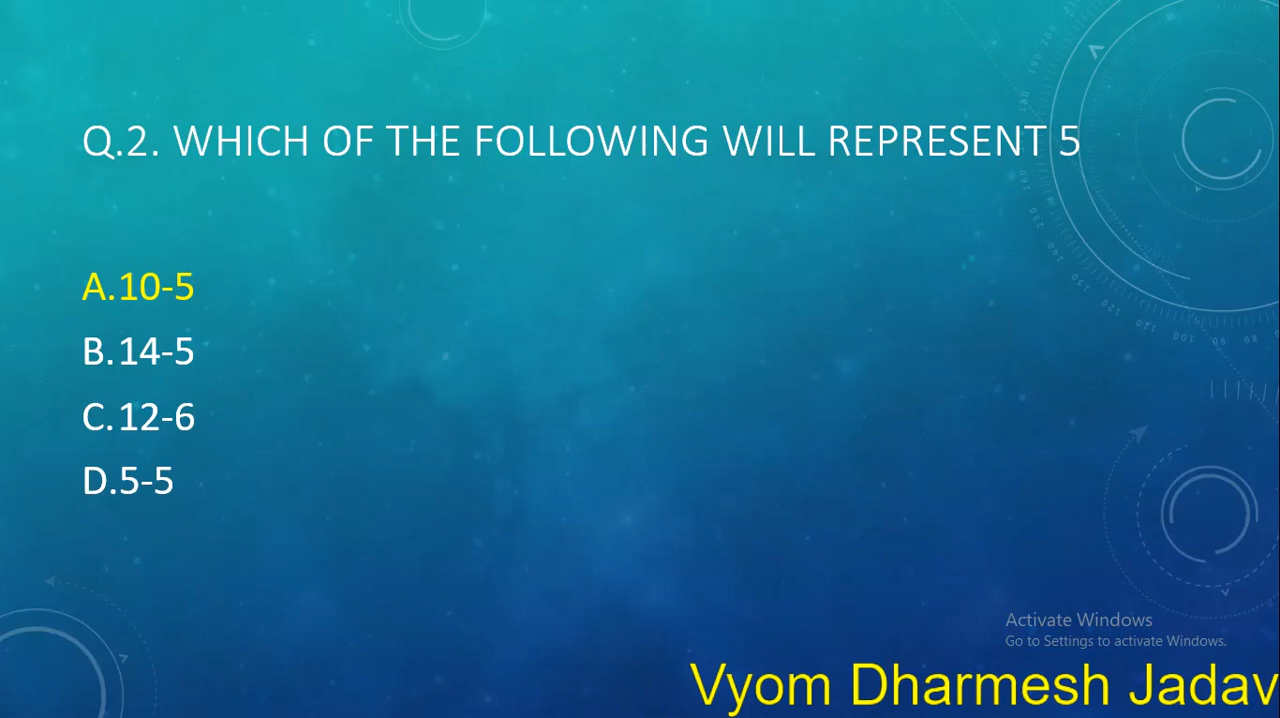 Q.2. WHICH OF THE FOLLOWING WILL REPRESENT 5
A.10-5
B.14-5
C.12-6
D.5-5
Activate Windows
Go to Settings to activate Windows.
Vyom Dharmesh Jadav